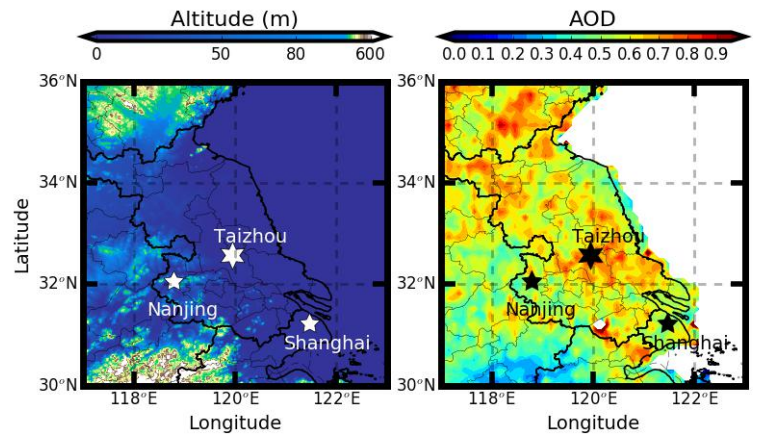 Altitude (m)
0 50 80 600
36°N
34°N
32°N
30°N
Latitude
Taizhou
Nanjing
Shanghai
118°E 120°E 122°E
Longitude
AOD
0.0 0.1 0.2 0.3 0.4 0.5 0.6 0.7 0.8 0.9
36°N
34°N
32°N
30°N
Taizhou
Nanjing
Shanghai
118°E 120°E 122°E
Longitude